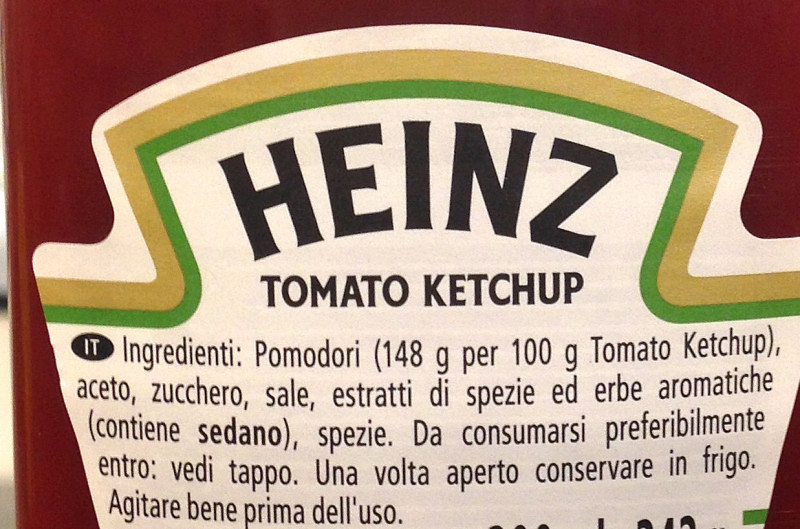 HEINZ
TOMATO KETCHUP
IT Ingredienti: Pomodori (148 g per 100 g Tomato Ketchup),
aceto, zucchero, sale, estratti di spezie ed erbe aromatiche
(contiene sedano), spezie. Da consumarsi preferibilmente
entro: vedi tappo. Una volta aperto conservare in frigo.
Agitare bene prima dell'uso.